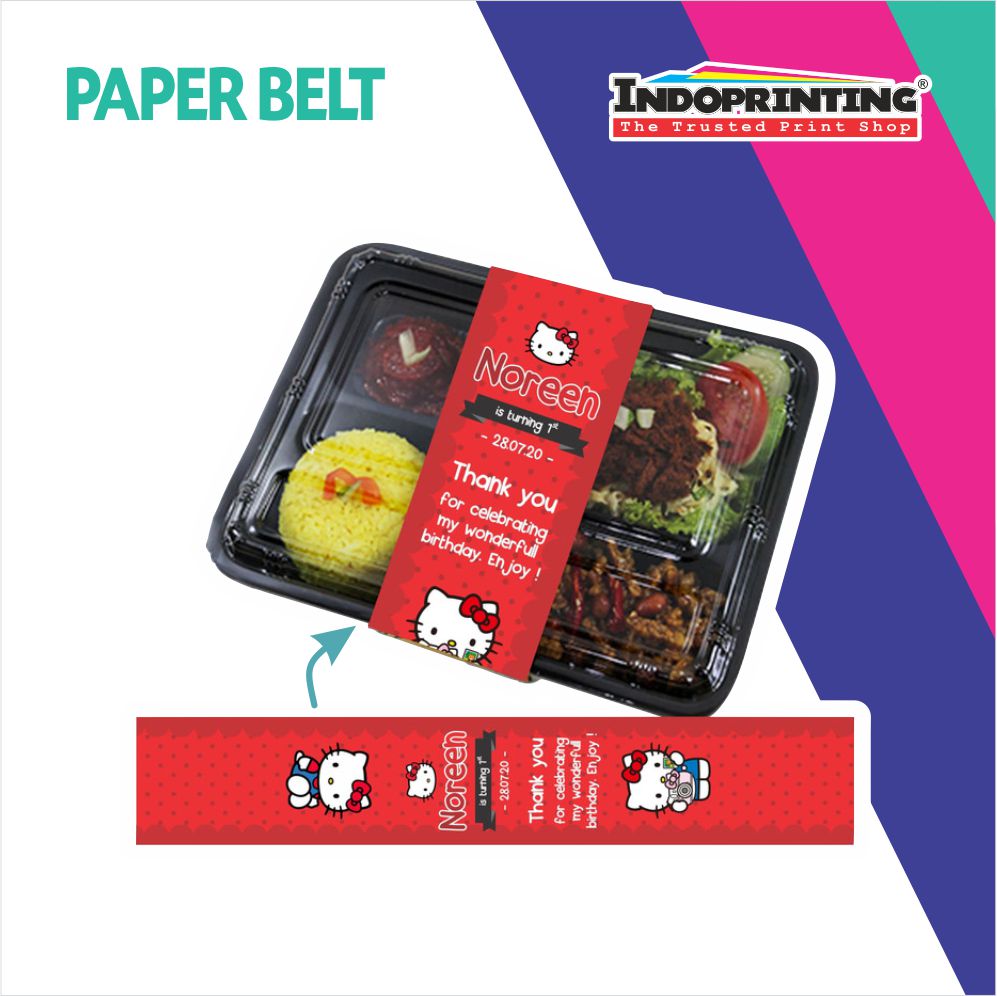 PAPER BELT
INDOPRINTING®
The Trusted Print Shop
Noreen
is turning 1st
- 28.07.20 -
Thank you
for celebrating
my wonderfull
birthday. Enjoy !
Noreen
is turning 1st
- 28.07.20 -
Thank you
for celebrating
my wonderfull
birthday. Enjoy !